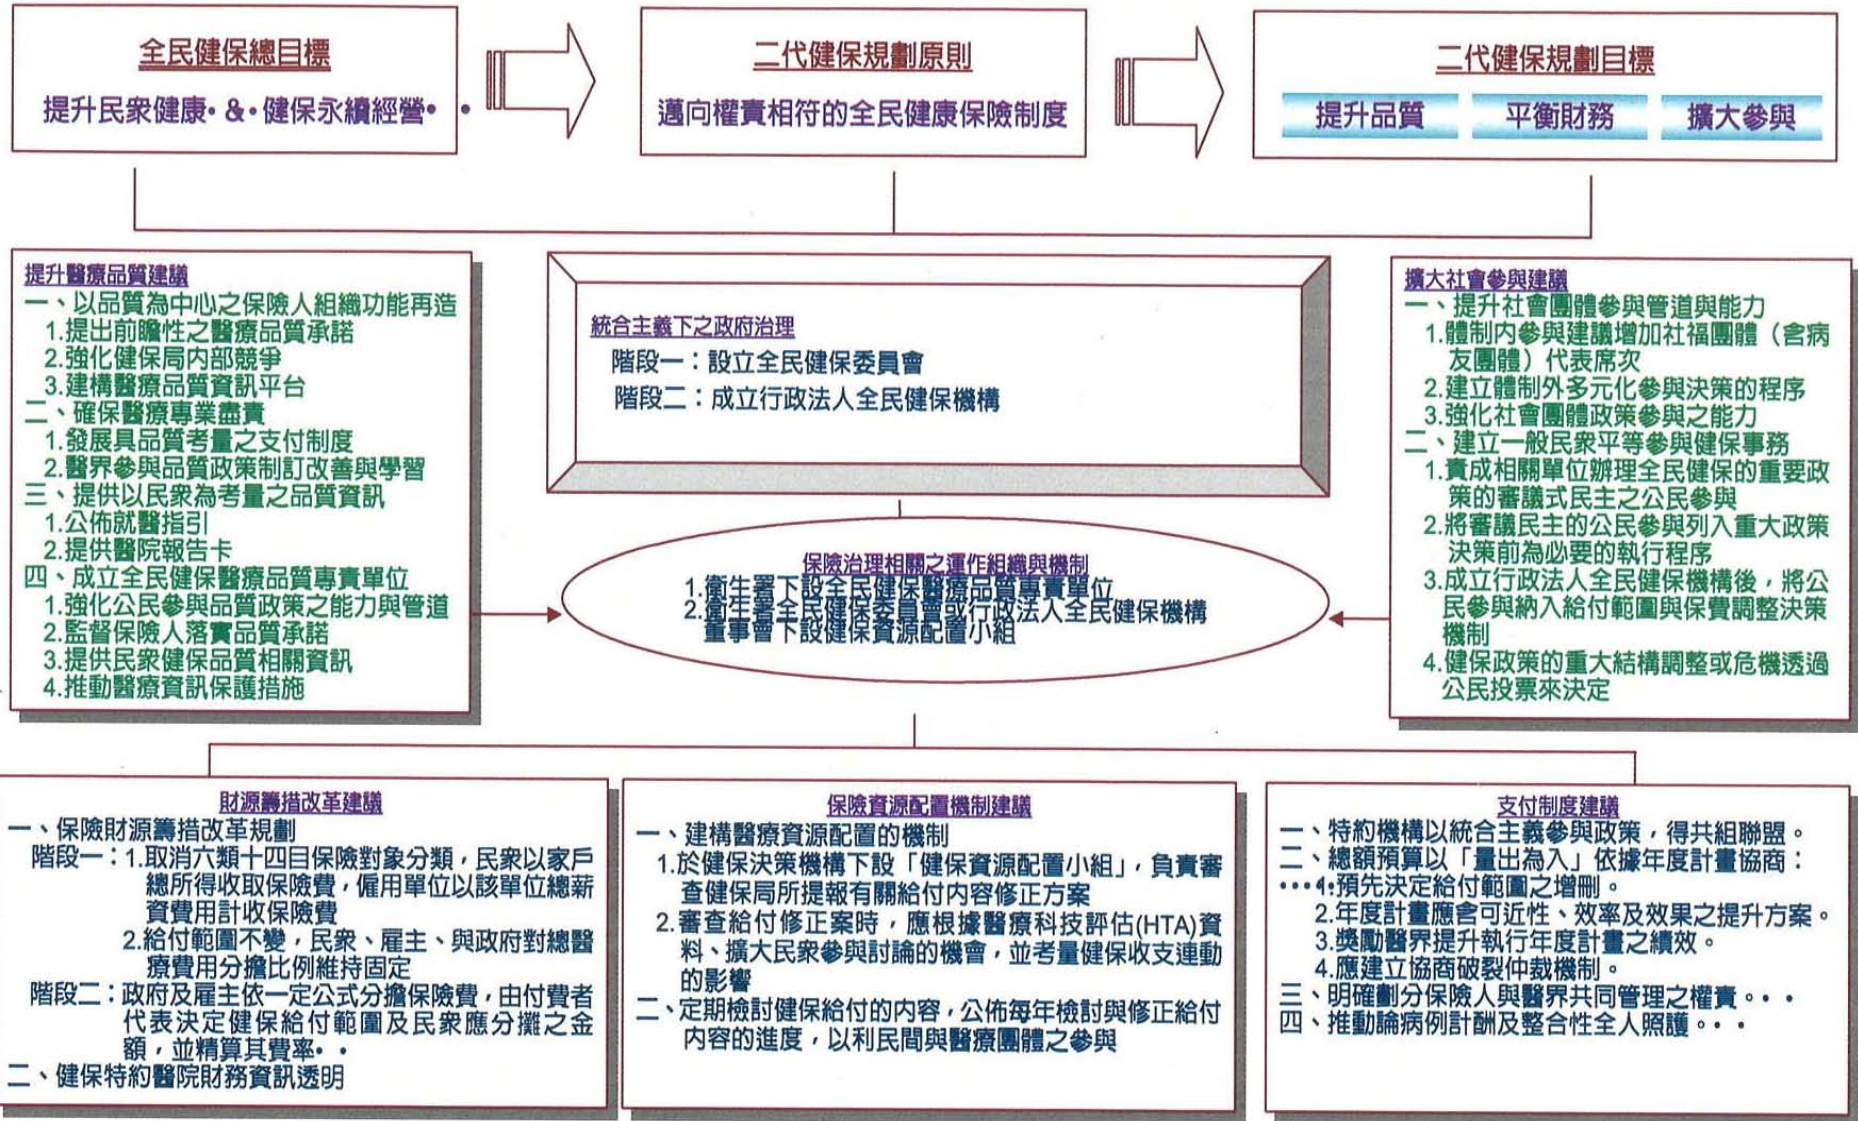 全民健保總目標
提升民衆健康‧&‧健保永續經營‧‧
二代健保規劃原則
邁向權責相符的全民健康保險制度
二代健保規劃目標
提升品質 平衡財務 擴大參與
提升醫療品質建議
一、以品質為中心之保險人組織功能再造
1.提出前瞻性之醫療品質承諾
2.強化健保局内部競爭
3.建構醫療品質資訊平台
二、確保醫療專業盡責
1.發展具品質考量之支付制度
2.醫界參與品質政策制訂改善與學習
三、提供以民衆為考量之品質資訊
1.公佈就醫指引
2.提供醫院報告卡
四、成立全民健保醫療品質專責單位
1.強化公民參與品質政策之能力與管道
2.監督保險人落實品質承諾
3.提供民衆健保品質相關資訊
4.推動醫療資訊保護措施
統合主義下之政府治理
階段一：設立全民健保委員會
階段二：成立行政法人全民健保機構
保險治理相關之運作組織與機制
1.衛生署下設全民健保醫療品質專責單位
2.衛生署全民健保委員會或行政法人全民健保機構
董事會下設健保資源配置小組
擴大社會參與建議
一、提升社會團體參與管道與能力
1.體制内參與建議增加社福團體（含病
友團體）代表席次
2.建立體制外多元化參與決策的程序
3.強化社會團體政策參與之能力
二、建立一般民衆平等參與健保事務
1.責成相關單位辦理全民健保的重要政
策的審議式民主之公民參與
2.將審議民主的公民參與列入重大政策
決策前為必要的執行程序
3.成立行政法人全民健保機構後，將公
民參與納入給付範圍與保費調整決策
機制
4.健保政策的重大結構調整或危機透過
公民投票來決定
財源籌措改革建議
一、保險財源籌措改革規劃
階段一：1.取消六類十四目保險對象分類，民衆以家戶
總所得收取保險費，僱用單位以該單位總薪
資費用計收保險費
2.給付範圍不變，民衆、雇主、與政府對總醫
療費用分擔比例維持固定
階段二：政府及雇主依一定公式分擔保險費，由付費者
代表決定健保給付範圍及民衆應分攤之金
額，並精算其費率‧‧
二、健保特約醫院財務資訊透明
保險資源配置機制建議
一、建構醫療資源配置的機制
1.於健保決策機構下設「健保資源配置小組」，負責審
查健保局所提報有關給付内容修正方案
2.審查給付修正案時，應根據醫療科技評估(HTA)資
料、擴大民衆參與討論的機會，並考量健保收支連動
的影響
二、定期檢討健保給付的内容，公佈每年檢討與修正給付
内容的進度，以利民間與醫療團體之參與
支付制度建議
一、特約機構以統合主義參與政策，得共組聯盟。
二、總額預算以「量出為入」依據年度計畫協商：
‧‧‧‧1.預先決定給付範圍之增刪。
2.年度計畫應含可近性、效率及效果之提升方案。
3.獎勵醫界提升執行年度計畫之績效。
4.應建立協商破裂仲裁機制。
三、明確劃分保險人與醫界共同管理之權責。‧‧
四、推動論病例計酬及整合性全人照護。‧‧